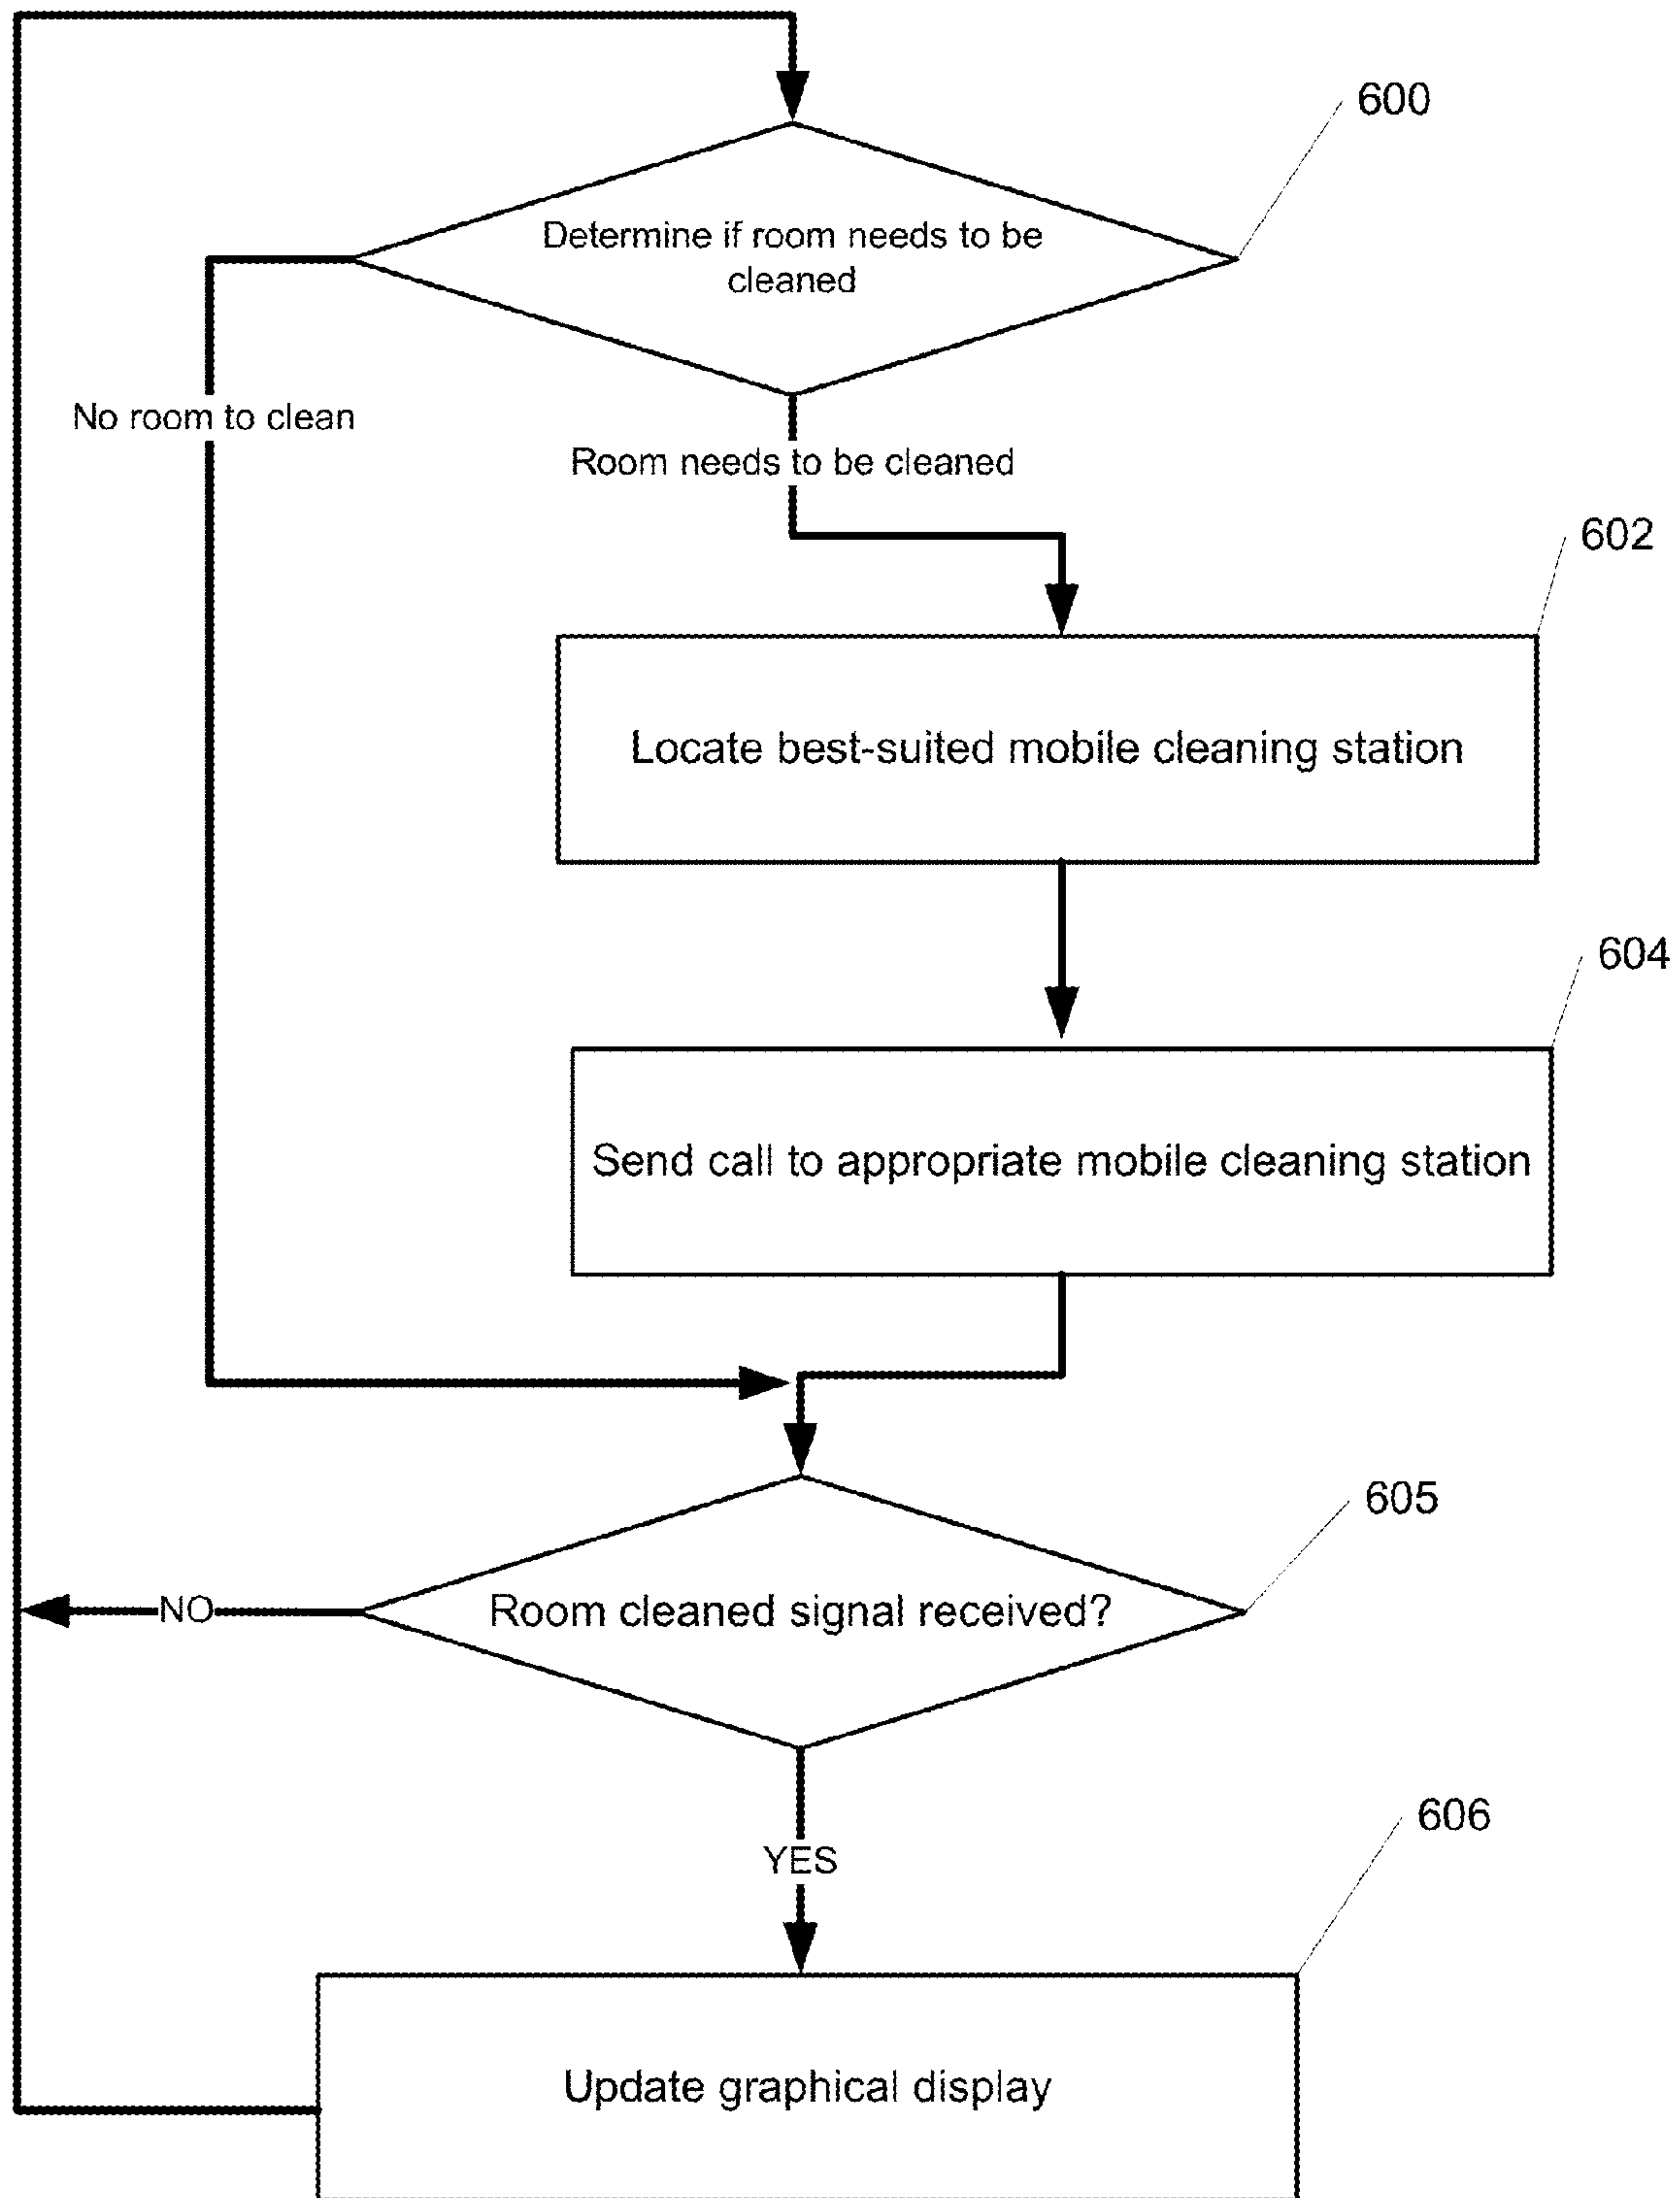 600
Determine if room needs to be
cleaned
No room to clean
Room needs to be cleaned
602
Locate best-suited mobile cleaning station
604
Send call to appropriate mobile cleaning station
605
Room cleaned signal received?
NO
YES
606
Update graphical display